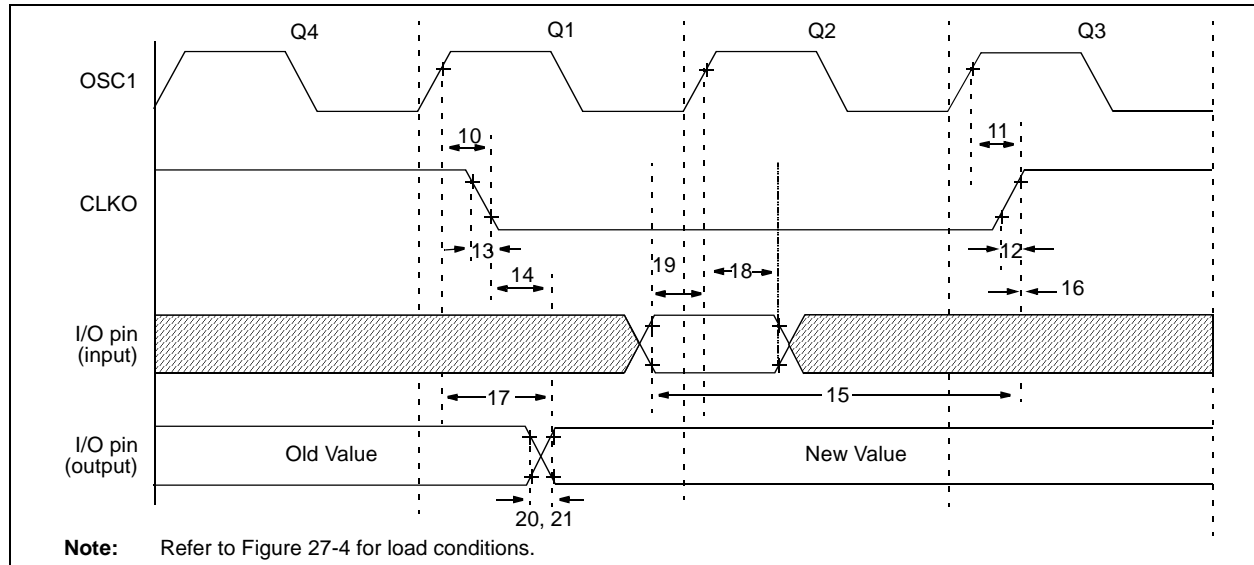 Q4 Q1 Q2 Q3
OSC1
10 11
CLKO
13 12
14 19 18 16
I/O pin
(input)
17 15
I/O pin
(output)
Old Value New Value
20, 21
Note: Refer to Figure 27-4 for load conditions.